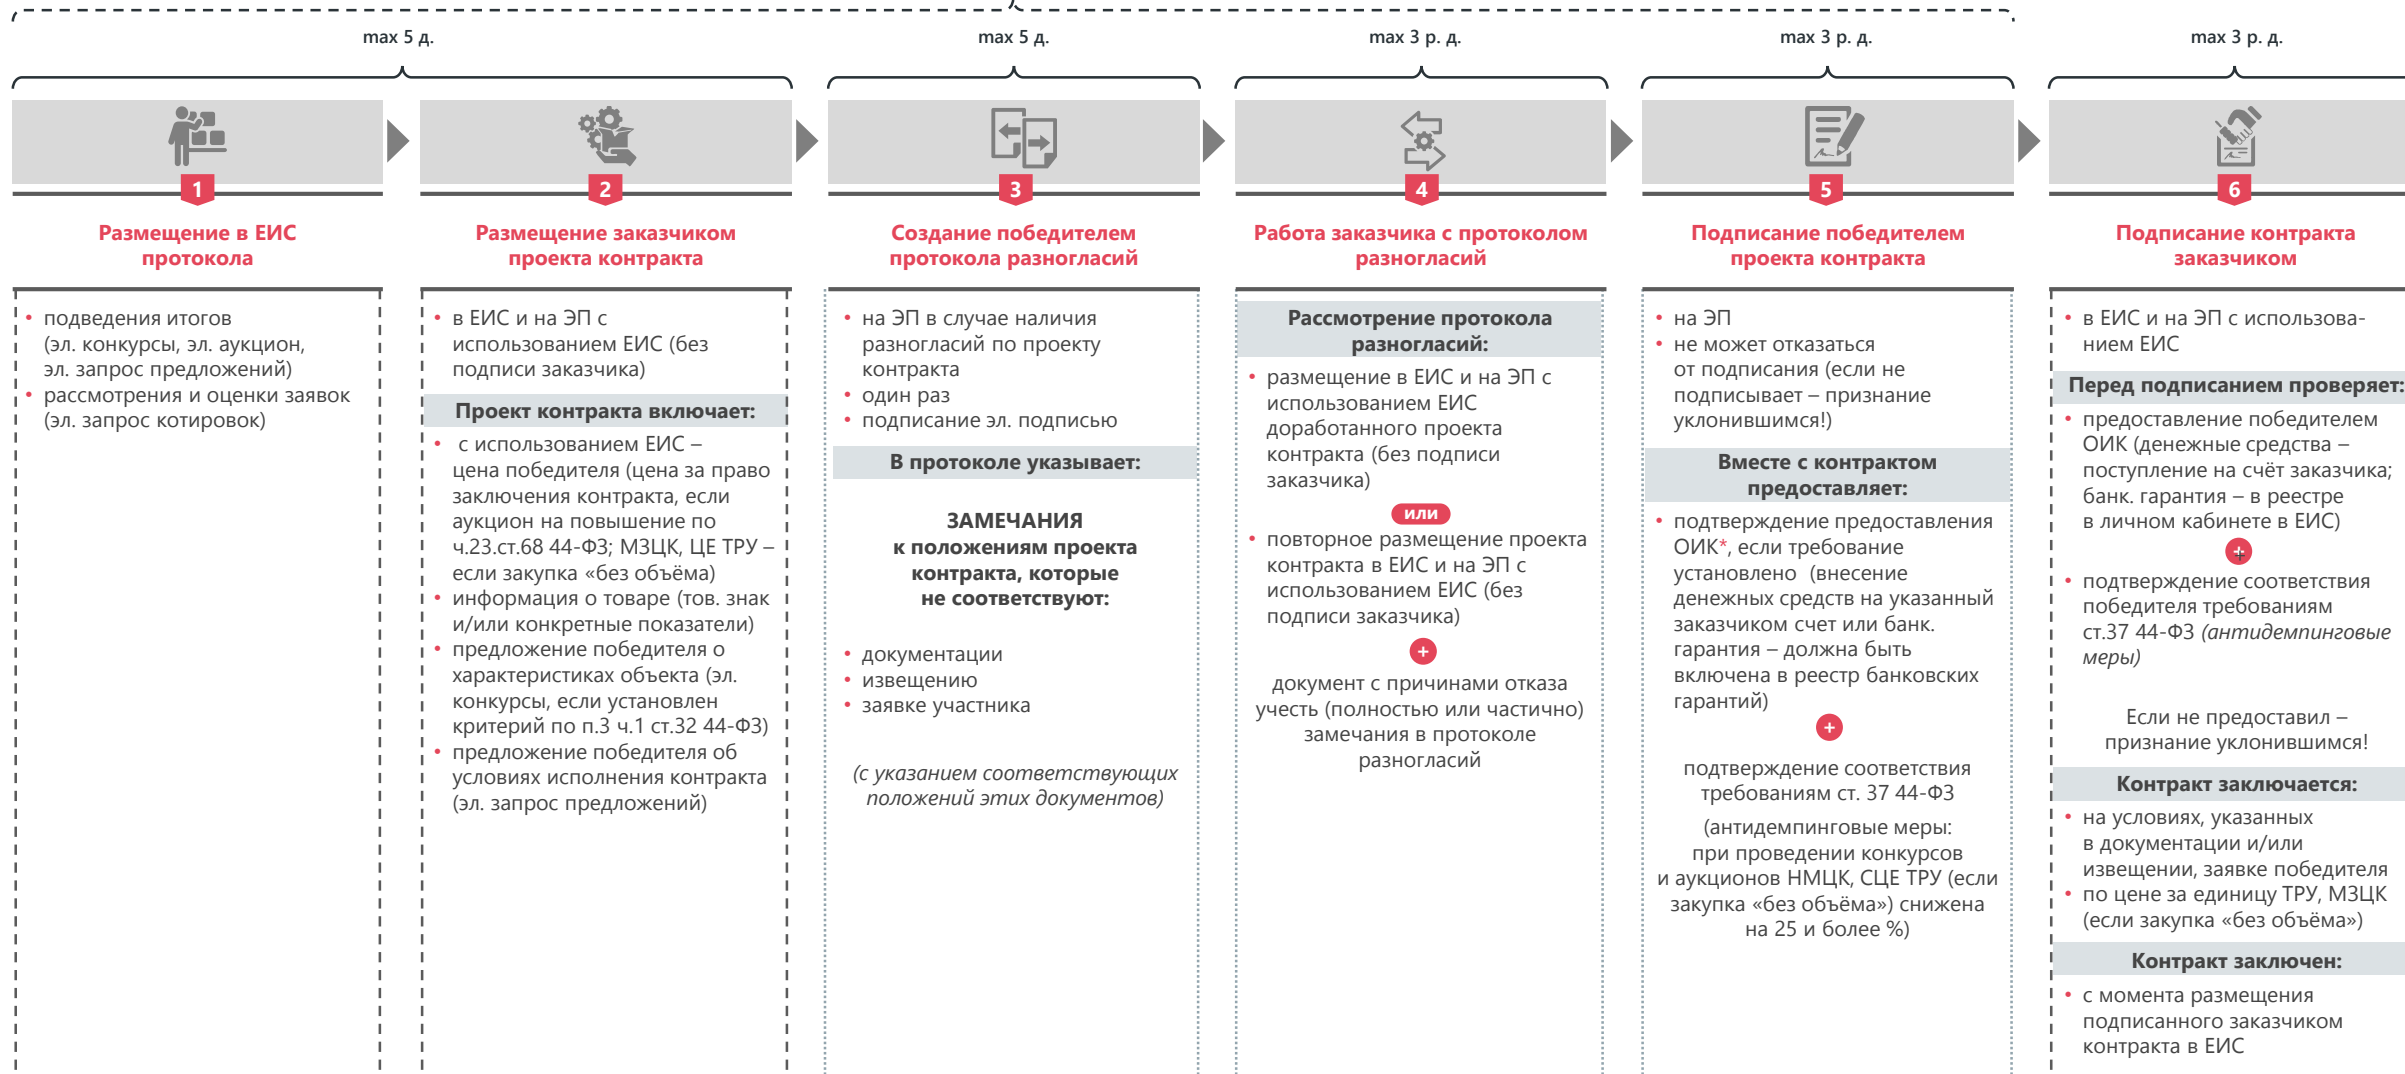 max 5 д.
max 5 д.
max 3 р. д.
max 3 р. д.
max 3 р. д.
1
Размещение в ЕИС
протокола
• подведения итогов
(эл. конкурсы, эл. аукцион,
эл. запрос предложений)
• рассмотрения и оценки заявок
(эл. запрос котировок)
2
Размещение заказчиком
проекта контракта
• в ЕИС и на ЭП с
использованием ЕИС (без
подписи заказчика)
Проект контракта включает:
• с использованием ЕИС –
цена победителя (цена за право
заключения контракта, если
аукцион на повышение по
ч.23.ст.68 44-ФЗ; МЗЦК, ЦЕ ТРУ –
если закупка «без объёма)
• информация о товаре (тов. знак
и/или конкретные показатели)
• предложение победителя о
характеристиках объекта (эл.
конкурсы, если установлен
критерий по п.3 ч.1 ст.32 44-ФЗ)
• предложение победителя об
условиях исполнения контракта
(эл. запрос предложений)
3
Создание победителем
протокола разногласий
• на ЭП в случае наличия
разногласий по проекту
контракта
• один раз
• подписание эл. подписью
В протоколе указывает:
ЗАМЕЧАНИЯ
к положениям проекта
контракта, которые
не соответствуют:
• документации
• извещению
• заявке участника
(с указанием соответствующих
положений этих документов)
4
Работа заказчика с протоколом
разногласий
Рассмотрение протокола
разногласий:
• размещение в ЕИС и на ЭП с
использованием ЕИС
доработанного проекта
контракта (без подписи
заказчика)
или
• повторное размещение проекта
контракта в ЕИС и на ЭП с
использованием ЕИС (без
подписи заказчика)
+
документ с причинами отказа
учесть (полностью или частично)
замечания в протоколе
разногласий
5
Подписание победителем
проекта контракта
• на ЭП
• не может отказаться
от подписания (если не
подписывает – признание
уклонившимся!)
Вместе с контрактом
предоставляет:
• подтверждение предоставления
ОИК*, если требование
установлено (внесение
денежных средств на указанный
заказчиком счет или банк.
гарантия – должна быть
включена в реестр банковских
гарантий)
+
подтверждение соответствия
требованиям ст. 37 44-ФЗ
(антидемпинговые меры:
при проведении конкурсов
и аукционов НМЦК, СЦЕ ТРУ (если
закупка «без объёма») снижена
на 25 и более %)
6
Подписание контракта
заказчиком
• в ЕИС и на ЭП с использова-
нием ЕИС
Перед подписанием проверяет:
• предоставление победителем
ОИК (денежные средства –
поступление на счёт заказчика;
банк. гарантия – в реестре
в личном кабинете в ЕИС)
+
• подтверждение соответствия
победителя требованиям
ст.37 44-ФЗ (антидемпинговые
меры)
Если не предоставил –
признание уклонившимся!
Контракт заключается:
• на условиях, указанных
в документации и/или
извещении, заявке победителя
• по цене за единицу ТРУ, МЗЦК
(если закупка «без объёма»)
Контракт заключен:
• с момента размещения
подписанного заказчиком
контракта в ЕИС